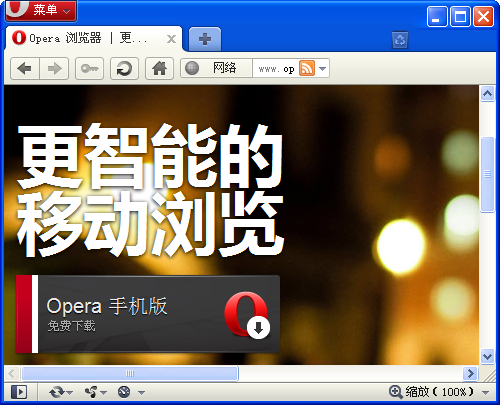 菜单
Opera 浏览器 | 更...
网络
www. op
更智能的
移动浏览
Opera 手机版
免费下载
缩放 ( 100% )